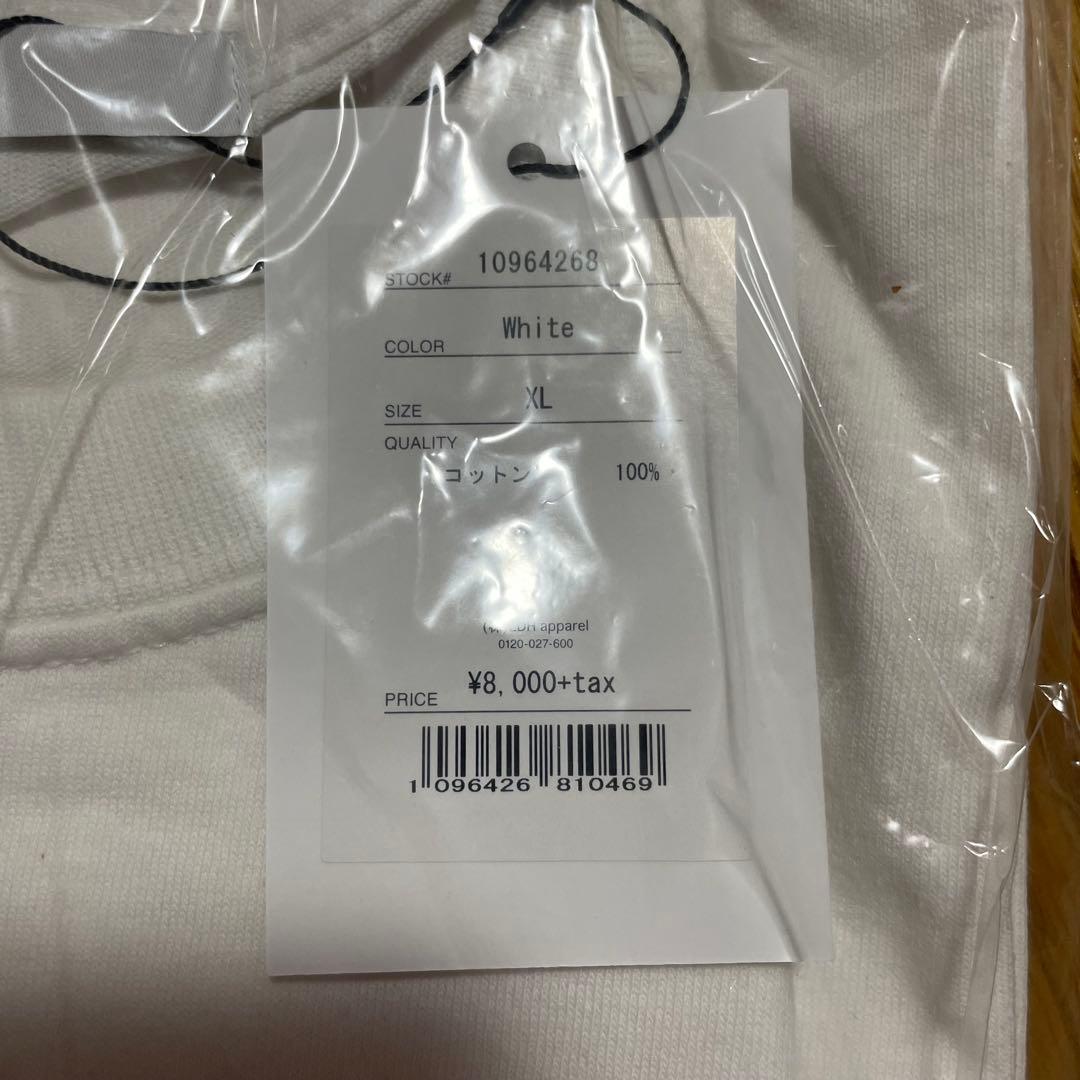 STOCK# 10964268
COLOR White
SIZE XL
QUALITY
コットン 100%
apparel
0120-027-600
PRICE ¥8,000+tax
1 096426 810469